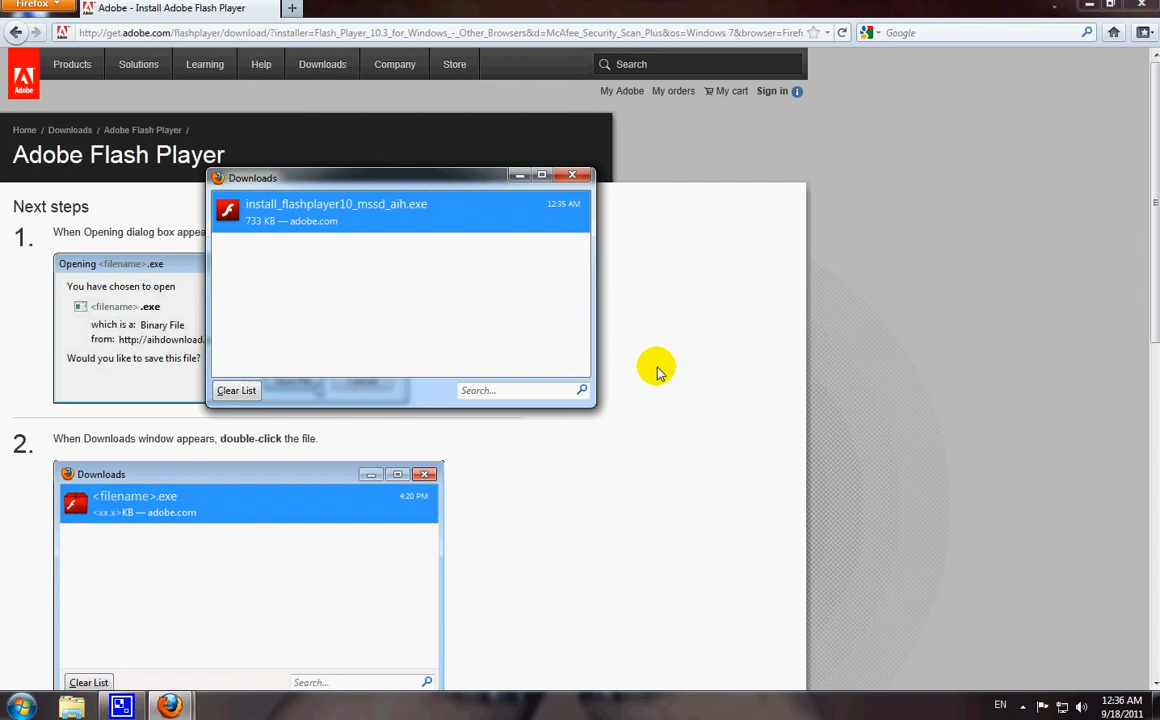 Firefox
Adobe - Install Adobe Flash Player
http://get.adobe.com/flashplayer/download/?installer=Flash_Player_10.3_for_Windows_-_Other_Browsers&d=McAfee_Security_Scan_Plus&os=Windows 7&browser=Firef
Google
Adobe
Products Solutions Learning Help Downloads Company Store
Search
My Adobe My orders My cart Sign in
Home / Downloads / Adobe Flash Player /
Adobe Flash Player
Next steps
1. When Opening dialog box appea
Opening <filename>.exe
You have chosen to open
<filename> .exe
which is a: Binary File
from: http://aihdownload.
Would you like to save this file?
Downloads
install_flashplayer10_mssd_aih.exe
12:35 AM
733 KB — adobe.com
Clear List
Search...
2. When Downloads window appears, double-click the file.
Downloads
<filename>.exe
4:20 PM
<xx.x>KB — adobe.com
Clear List
Search...
EN
12:36 AM
9/18/2011